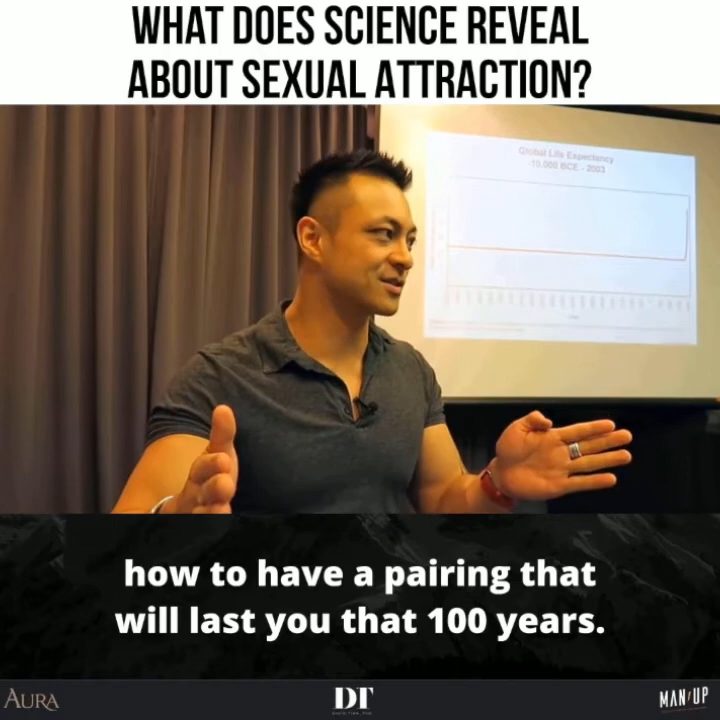 WHAT DOES SCIENCE REVEAL
ABOUT SEXUAL ATTRACTION?
Global Life Expectancy
10,000 BCE - 2003
how to have a pairing that
will last you that 100 years.
AURA
DT
MAN UP